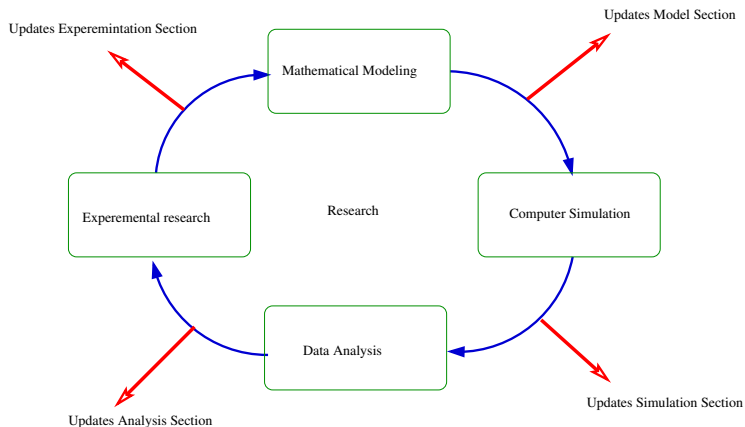 Updates Model Section
Updates Experemintation Section
Mathematical Modeling
Research
Experemental research
Computer Simulation
Data Analysis
Updates Simulation Section
Updates Analysis Section